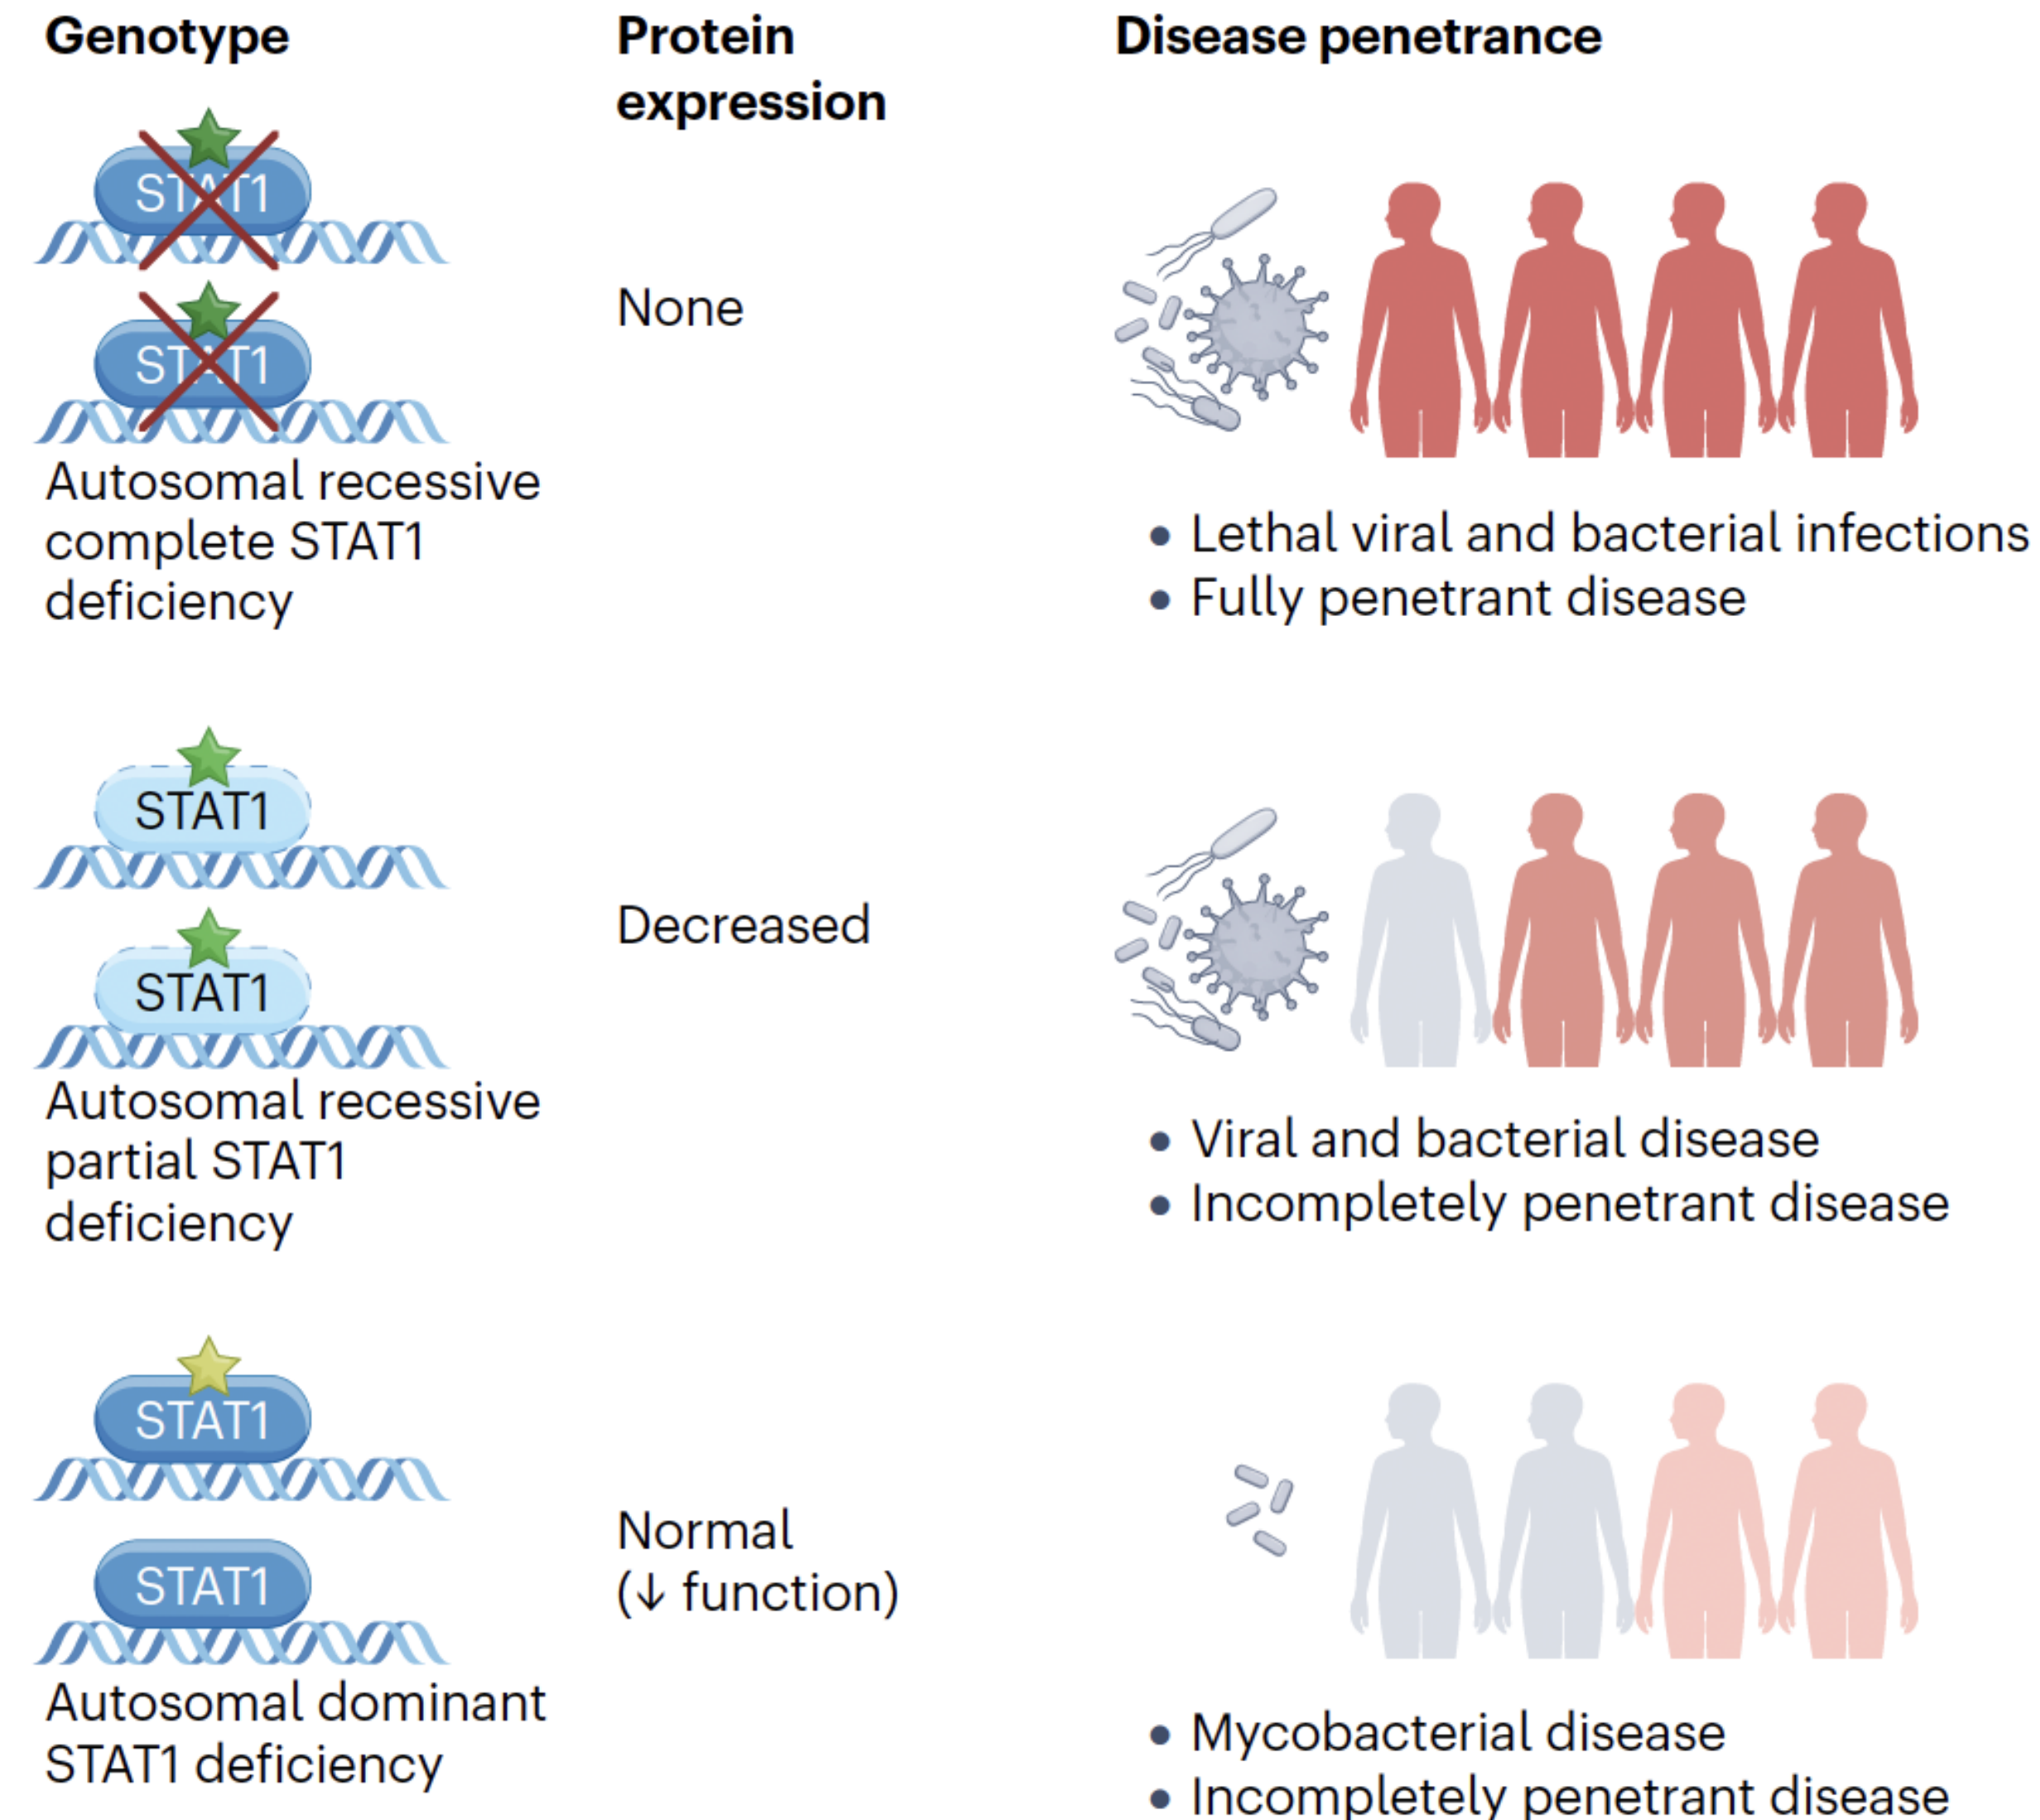 Genotype
Protein
expression
Disease penetrance
STAT1
STAT1
Autosomal recessive
complete STAT1
deficiency
None
• Lethal viral and bacterial infections
• Fully penetrant disease
STAT1
STAT1
Autosomal recessive
partial STAT1
deficiency
Decreased
• Viral and bacterial disease
• Incompletely penetrant disease
STAT1
STAT1
Autosomal dominant
STAT1 deficiency
Normal
(↓ function)
• Mycobacterial disease
• Incompletely penetrant disease